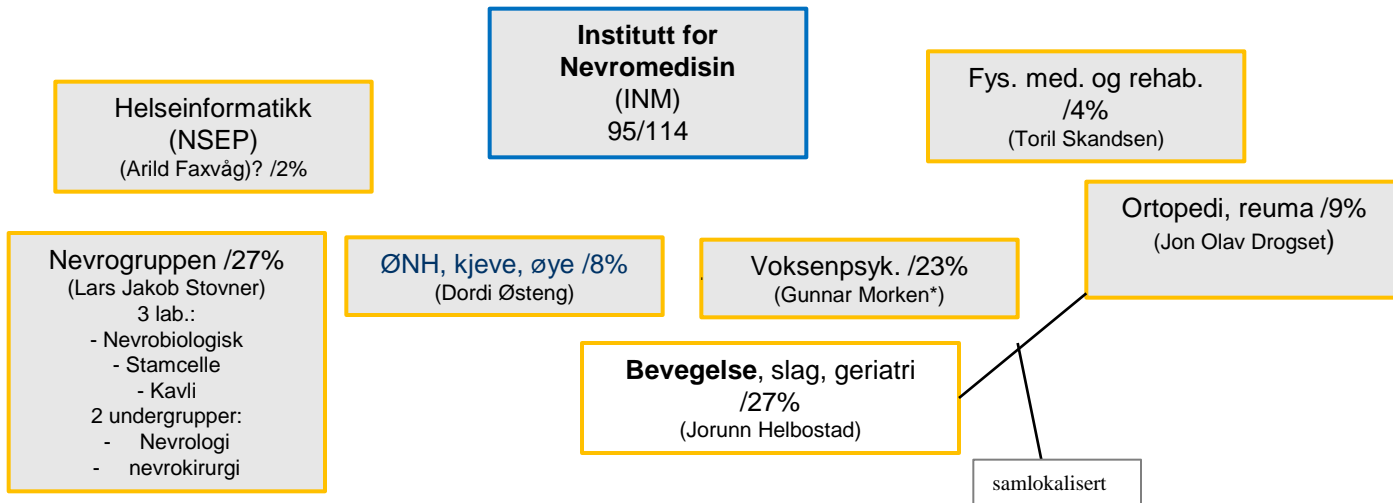 Institutt for
Nevromedisin
(INM)
95/114
Helseinformatikk
(NSEP)
(Arild Faxvåg)? /2%
Fys. med. og rehab.
/4%
(Toril Skandsen)
Ortopedi, reuma /9%
(Jon Olav Drogset)
Nevrogruppen /27%
(Lars Jakob Stovner)
3 lab.:
- Nevrobiologisk
- Stamcelle
- Kavli
2 undergrupper:
- Nevrologi
- nevrokirurgi
ØNH, kjeve, øye /8%
(Dordi Østeng)
Voksenpsyk. /23%
(Gunnar Morken*)
Bevegelse, slag, geriatri
/27%
(Jorunn Helbostad)
samlokalisert